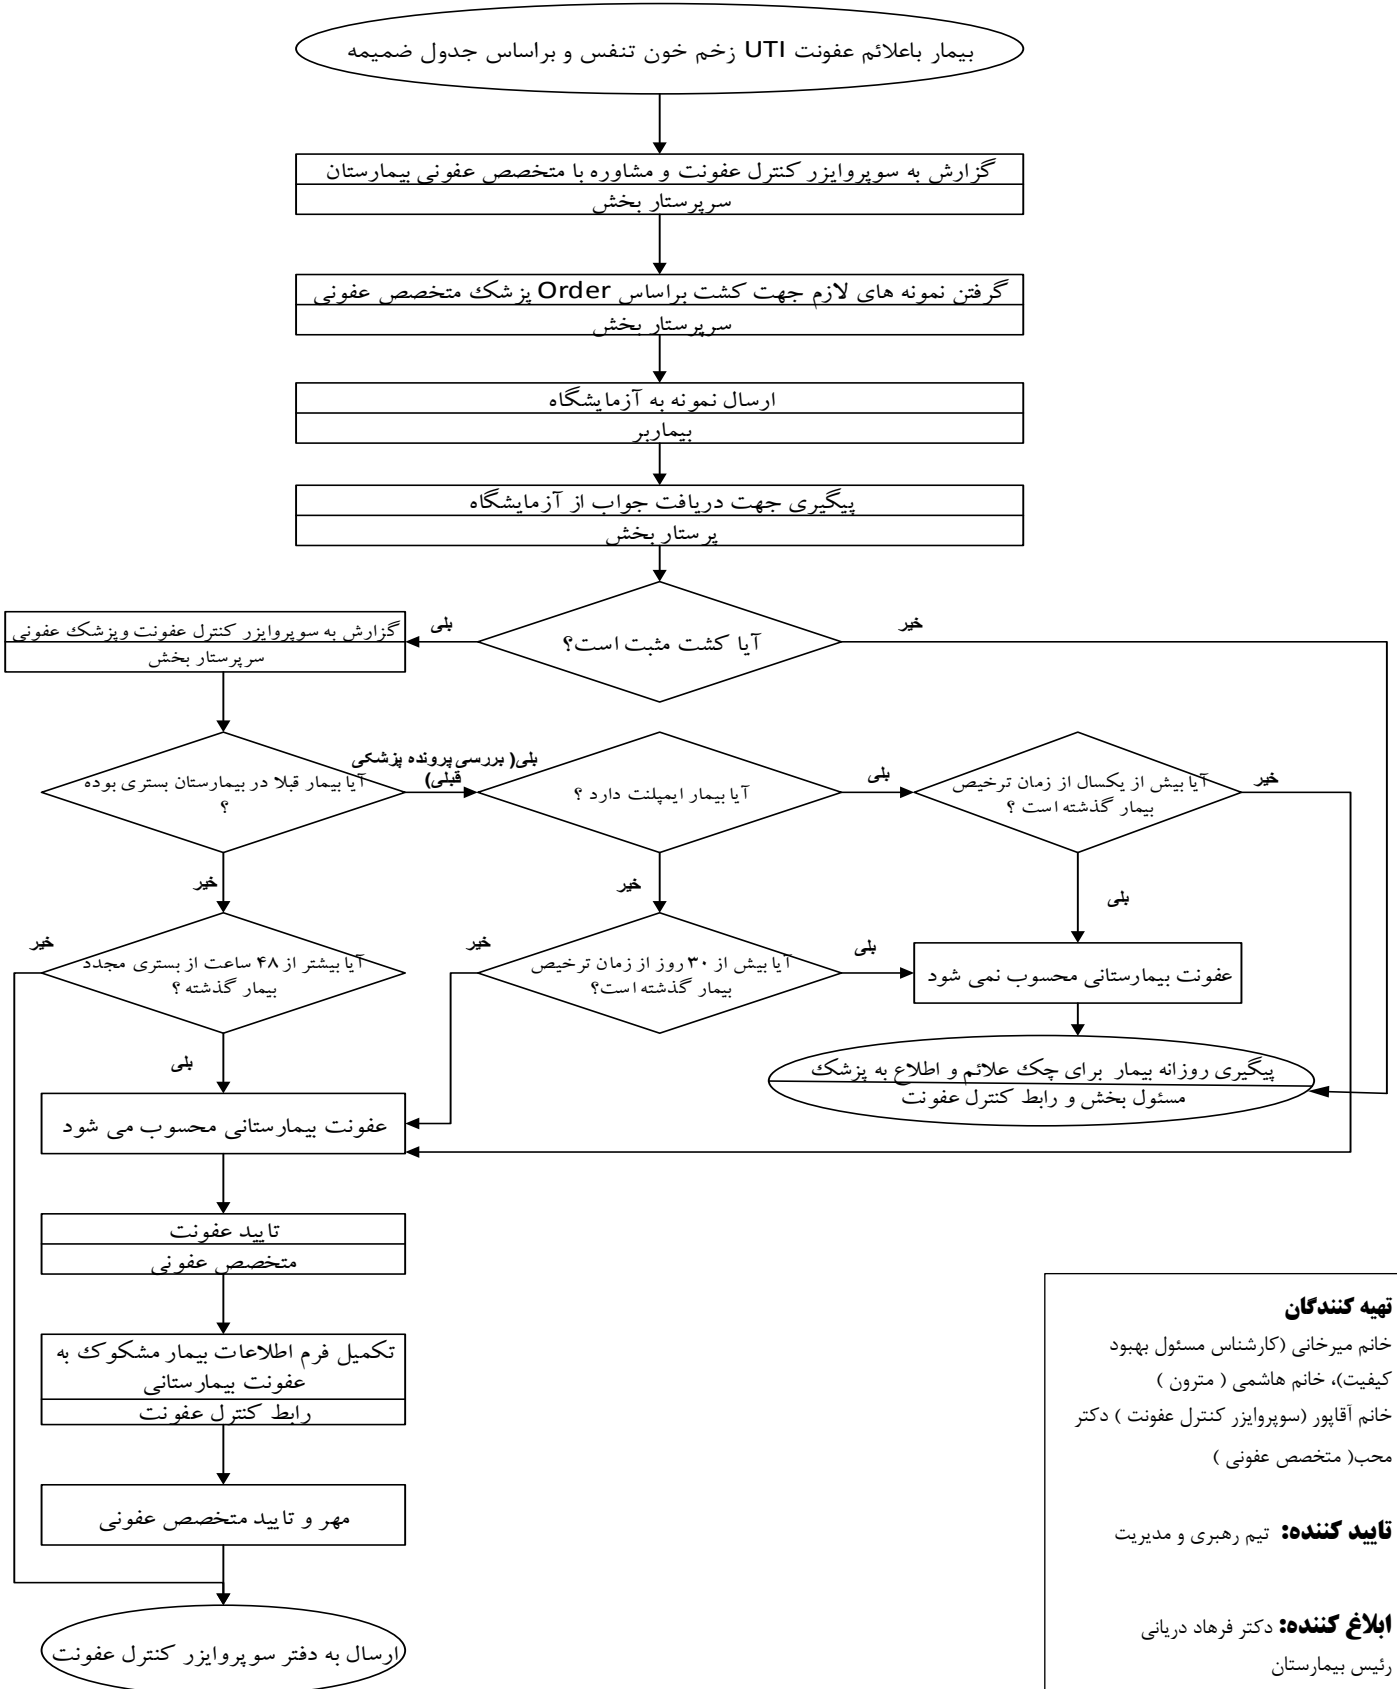 بیمار باعلائم عفونت UTI زخم خون تنفس و براساس جدول ضمیمه
گزارش به سوپروایزر کنترل عفونت و مشاوره با متخصص عفونی بیمارستان
سرپرستار بخش
گرفتن نمونه های لازم جهت کشت براساس Order پزشک متخصص عفونی
سرپرستار بخش
ارسال نمونه به آزمایشگاه
بیماربر
پیگیری جهت دریافت جواب از آزمایشگاه
پرستار بخش
آیا کشت مثبت است؟
خیر
بلی
گزارش به سوپروایزر کنترل عفونت وپزشک عفونی
سرپرستار بخش
آیا بیمار قبلا در بیمارستان بستری بوده
؟
بلی( بررسی پرونده پزشکی
قبلی)
آیا بیمار ایمپلنت دارد ؟
بلی
آیا بیش از یکسال از زمان ترخیص
بیمار گذشته است ؟
خیر
خیر
خیر
بلی
خیر
آیا بیشتر از ۴۸ ساعت از بستری مجدد
بیمار گذشته ؟
خیر
آیا بیش از ۳۰ روز از زمان ترخیص
بیمار گذشته است؟
بلی
عفونت بیمارستانی محسوب نمی شود
بلی
پیگیری روزانه بیمار برای چک علائم و اطلاع به پزشک
مسئول بخش و رابط کنترل عفونت
عفونت بیمارستانی محسوب می شود
تایید عفونت
متخصص عفونی
تکمیل فرم اطلاعات بیمار مشکوک به
عفونت بیمارستانی
رابط کنترل عفونت
مهر و تایید متخصص عفونی
ارسال به دفتر سوپروایزر کنترل عفونت
تهیه کنندگان
خانم میرخانی (کارشناس مسئول بهبود
کیفیت)، خانم هاشمی ( مترون )
خانم آقاپور (سوپروایزر کنترل عفونت ) دکتر
محب( متخصص عفونی )
تایید کننده: تیم رهبری و مدیریت
ابلاغ کننده: دکتر فرهاد دریانی
رئیس بیمارستان